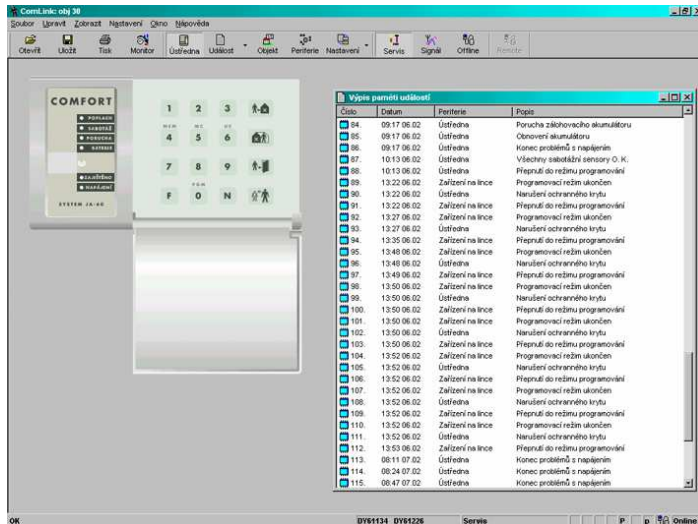 ComLink: obj 38
Soubor Upravit Zobrazit Nastavení Okno Nápověda
Otevřít Uložit Tisk Monitor Ústředna Událost Objekt Periferie Nastavení Servis Signál Offline Remote
COMFORT
POPLACH
SABOTÁŽ
PORUCHA
BATERIE
ZAJIŠTĚNO
NAPÁJENÍ
SYSTEM JA-60
1 2 3
MEM MC
4 5 6
7 8 9
PGM
F 0 N
Výpis paměti událostí
Číslo Datum Periferie Popis
84. 09:17 06.02 Ústředna Porucha zálohovacího akumulátoru
85. 09:17 06.02 Ústředna Obnovení akumulátoru
86. 09:17 06.02 Ústředna Konec problémů s napájením
87. 10:13 06.02 Ústředna Všechny sabotážní sensory O. K.
88. 10:13 06.02 Ústředna Přepnutí do režimu programování
89. 13:22 06.02 Zařízení na lince Programovací režim ukončen
90. 13:22 06.02 Ústředna Narušení ochranného krytu
91. 13:22 06.02 Zařízení na lince Přepnutí do režimu programování
92. 13:27 06.02 Zařízení na lince Programovací režim ukončen
93. 13:27 06.02 Ústředna Narušení ochranného krytu
94. 13:35 06.02 Zařízení na lince Přepnutí do režimu programování
95. 13:48 06.02 Zařízení na lince Programovací režim ukončen
96. 13:48 06.02 Ústředna Narušení ochranného krytu
97. 13:49 06.02 Zařízení na lince Přepnutí do režimu programování
98. 13:50 06.02 Zařízení na lince Programovací režim ukončen
99. 13:50 06.02 Ústředna Narušení ochranného krytu
100. 13:50 06.02 Zařízení na lince Přepnutí do režimu programování
101. 13:50 06.02 Zařízení na lince Programovací režim ukončen
102. 13:50 06.02 Ústředna Narušení ochranného krytu
103. 13:50 06.02 Zařízení na lince Přepnutí do režimu programování
104. 13:52 06.02 Zařízení na lince Programovací režim ukončen
105. 13:52 06.02 Ústředna Narušení ochranného krytu
106. 13:52 06.02 Zařízení na lince Přepnutí do režimu programování
107. 13:52 06.02 Zařízení na lince Programovací režim ukončen
108. 13:52 06.02 Ústředna Narušení ochranného krytu
109. 13:52 06.02 Zařízení na lince Přepnutí do režimu programování
110. 13:52 06.02 Zařízení na lince Programovací režim ukončen
111. 13:52 06.02 Ústředna Narušení ochranného krytu
112. 13:53 06.02 Zařízení na lince Přepnutí do režimu programování
113. 08:11 07.02 Ústředna Konec problémů s napájením
114. 08:24 07.02 Ústředna Konec problémů s napájením
115. 08:47 07.02 Ústředna Konec problémů s napájením
OK DY61134 DY61226 Servis P p Online